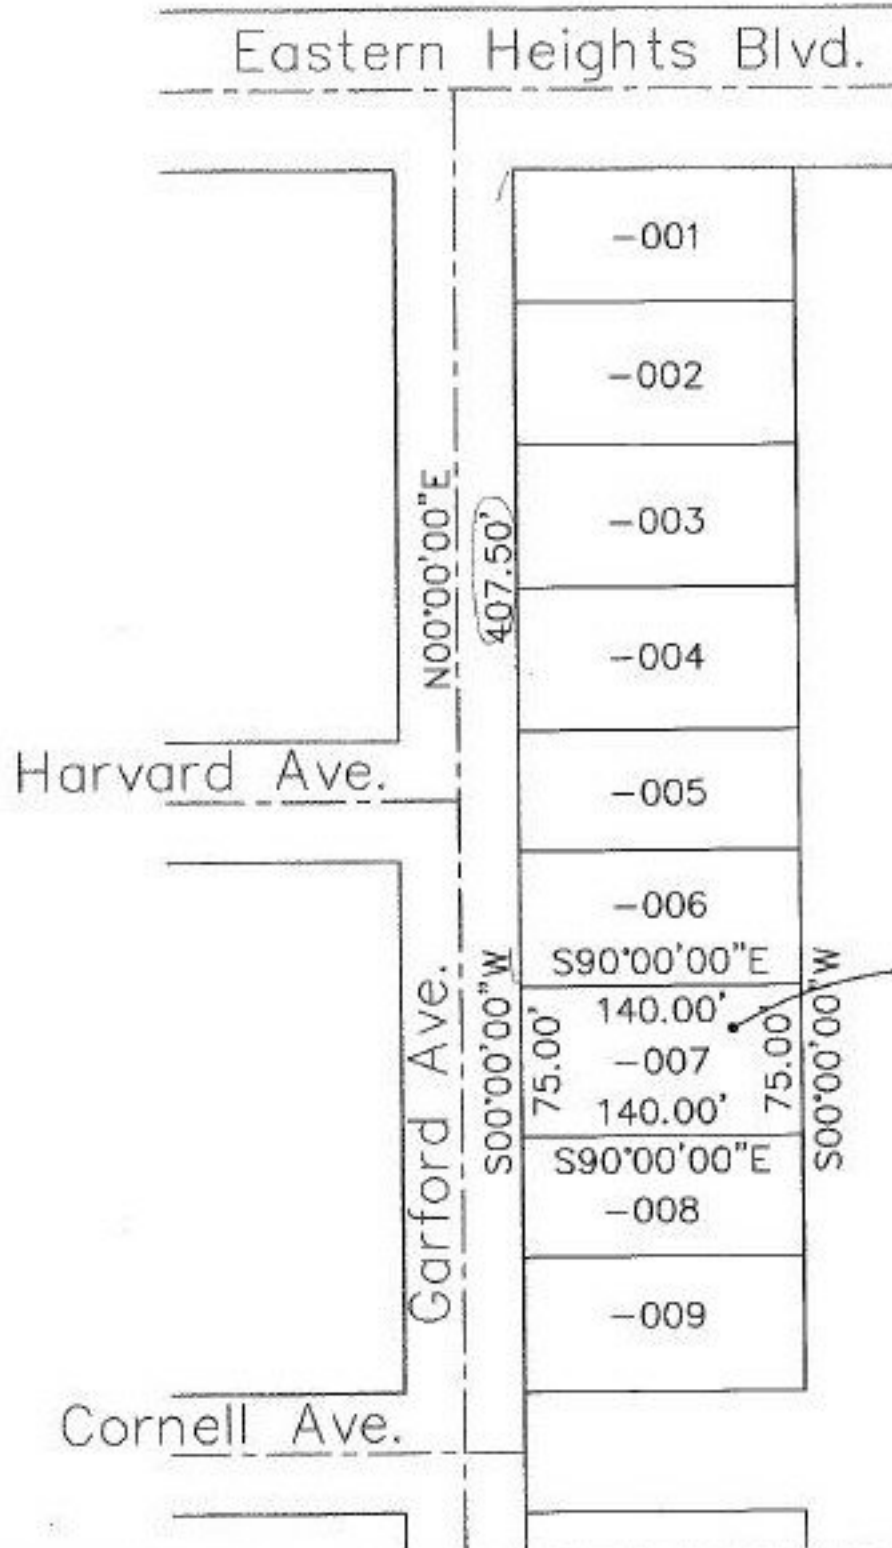 Eastern Heights Blvd.
-001
-002
N00°00'00"E
407.50'
-003
-004
Harvard Ave.
-005
-006
S90°00'00"E
Garford Ave.
S00°00'00"W
75.00'
140.00'
-007
140.00'
75.00'
S00°00'00"W
S90°00'00"E
-008
-009
Cornell Ave.